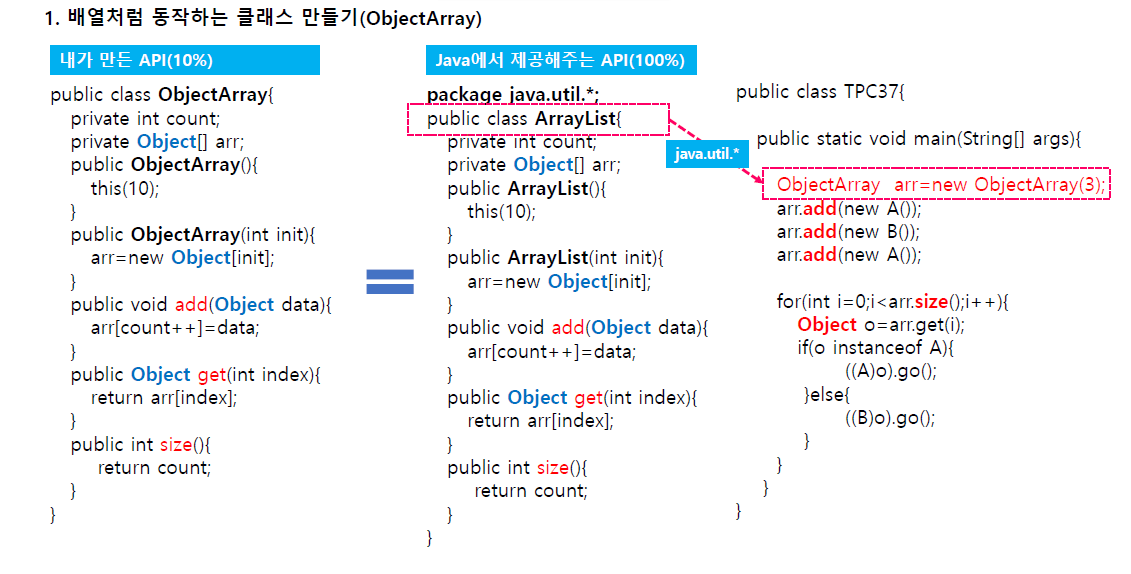 1. 배열처럼 동작하는 클래스 만들기(ObjectArray)
내가 만든 API(10%)
public class ObjectArray{
private int count;
private Object[] arr;
public ObjectArray(){
this(10);
}
public ObjectArray(int init){
arr=new Object[init];
}
public void add(Object data){
arr[count++]=data;
}
public Object get(int index){
return arr[index];
}
public int size(){
return count;
}
}
Java에서 제공해주는 API(100%)
package java.util.*;
public class ArrayList{
private int count;
private Object[] arr;
public ArrayList(){
this(10);
}
public ArrayList(int init){
arr=new Object[init];
}
public void add(Object data){
arr[count++]=data;
}
public Object get(int index){
return arr[index];
}
public int size(){
return count;
}
}
java.util.*
public class TPC37{
public static void main(String[] args){
ObjectArray arr=new ObjectArray(3);
arr.add(new A());
arr.add(new B());
arr.add(new A());
for(int i=0;i<arr.size();i++){
Object o=arr.get(i);
if(o instanceof A){
((A)o).go();
}else{
((B)o).go();
}
}
}
}